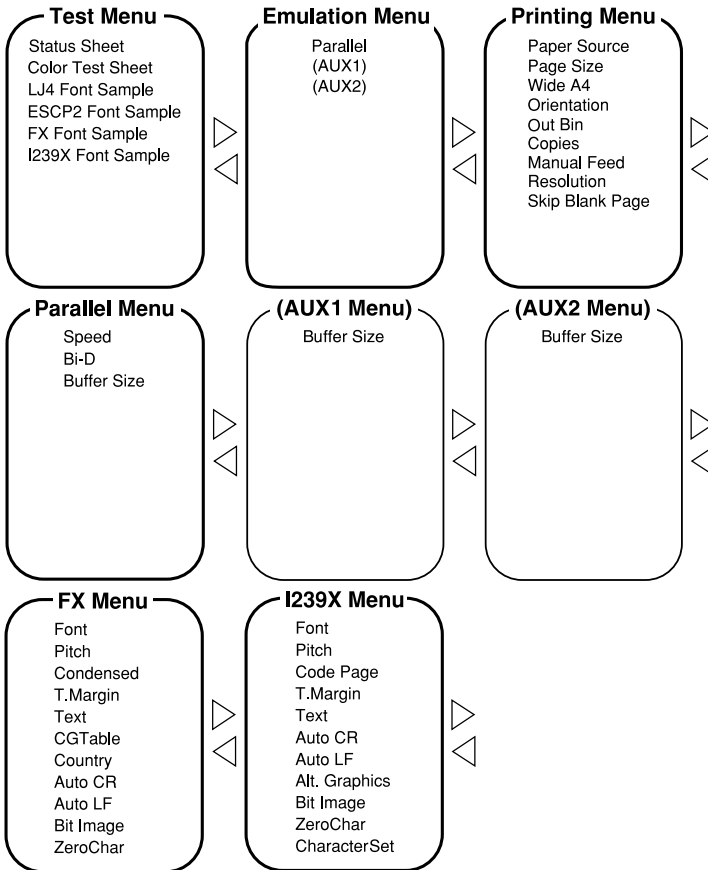 Test Menu
Status Sheet
Color Test Sheet
LJ4 Font Sample
ESCP2 Font Sample
FX Font Sample
I239X Font Sample
Emulation Menu
Parallel
(AUX1)
(AUX2)
Printing Menu
Paper Source
Page Size
Wide A4
Orientation
Out Bin
Copies
Manual Feed
Resolution
Skip Blank Page
Parallel Menu
Speed
Bi-D
Buffer Size
(AUX1 Menu)
Buffer Size
(AUX2 Menu)
Buffer Size
FX Menu
Font
Pitch
Condensed
T.Margin
Text
CGTable
Country
Auto CR
Auto LF
Bit Image
ZeroChar
I239X Menu
Font
Pitch
Code Page
T.Margin
Text
Auto CR
Auto LF
Alt. Graphics
Bit Image
ZeroChar
CharacterSet